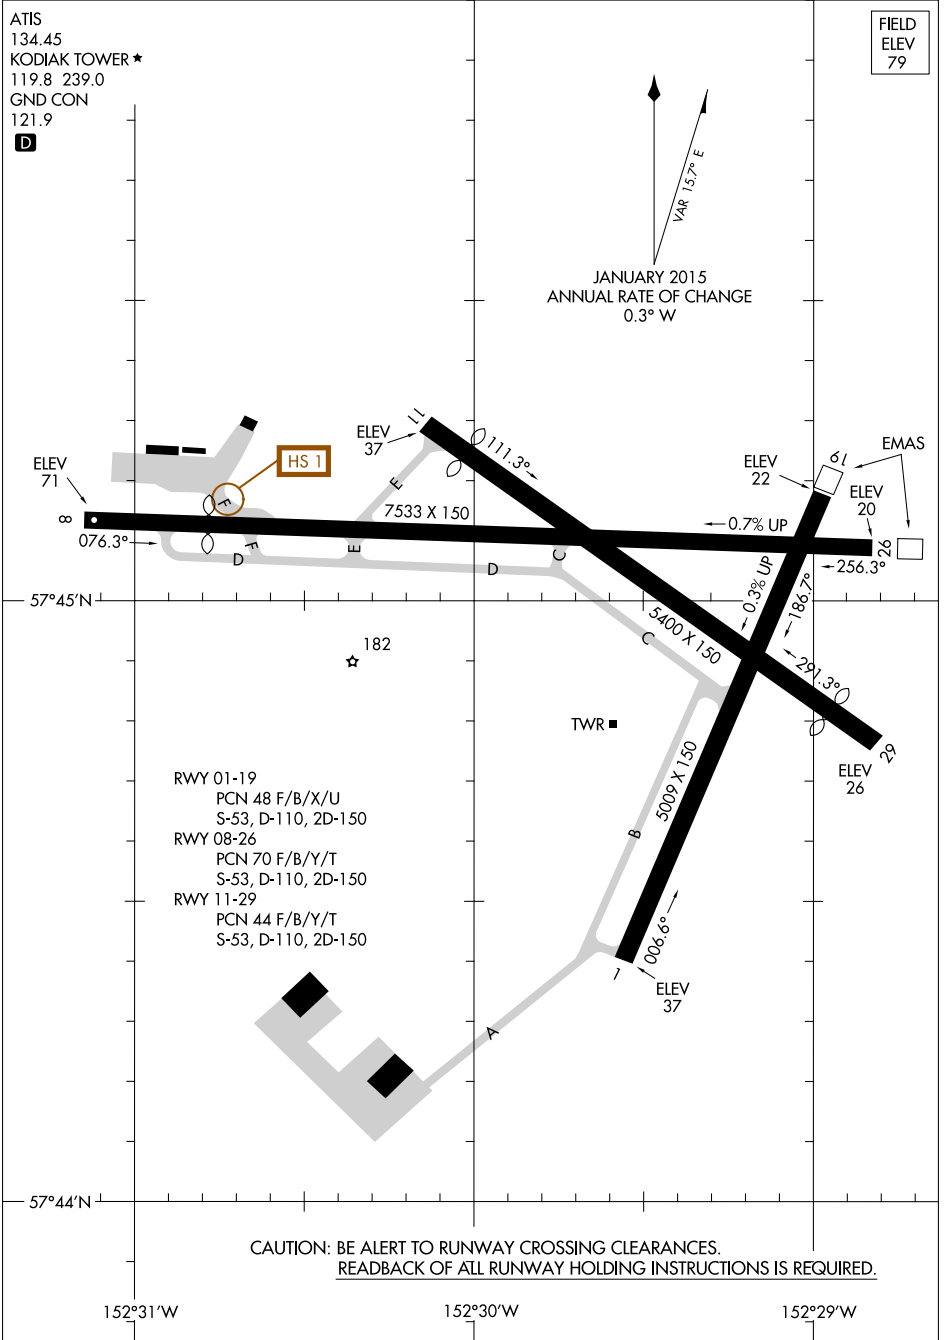 ATIS
134.45
KODIAK TOWER ★
119.8 239.0
GND CON
121.9
D
FIELD
ELEV
79
VAR 15.7° E
JANUARY 2015
ANNUAL RATE OF CHANGE
0.3° W
11
ELEV
37
111.3°
HS 1
ELEV
71
8
076.3°
F
F
E
E
7533 X 150
D
D
C
C
0.7% UP
EMAS
19
ELEV
22
ELEV
20
26
256.3°
0.3% UP
186.7°
57°45'N
5400 X 150
291.3°
182
TWR
29
ELEV
26
5009 X 150
B
RWY 01-19
PCN 48 F/B/X/U
S-53, D-110, 2D-150
RWY 08-26
PCN 70 F/B/Y/T
S-53, D-110, 2D-150
RWY 11-29
PCN 44 F/B/Y/T
S-53, D-110, 2D-150
006.6°
1
ELEV
37
A
57°44'N
CAUTION: BE ALERT TO RUNWAY CROSSING CLEARANCES.
READBACK OF ALL RUNWAY HOLDING INSTRUCTIONS IS REQUIRED.
152°31'W
152°30'W
152°29'W